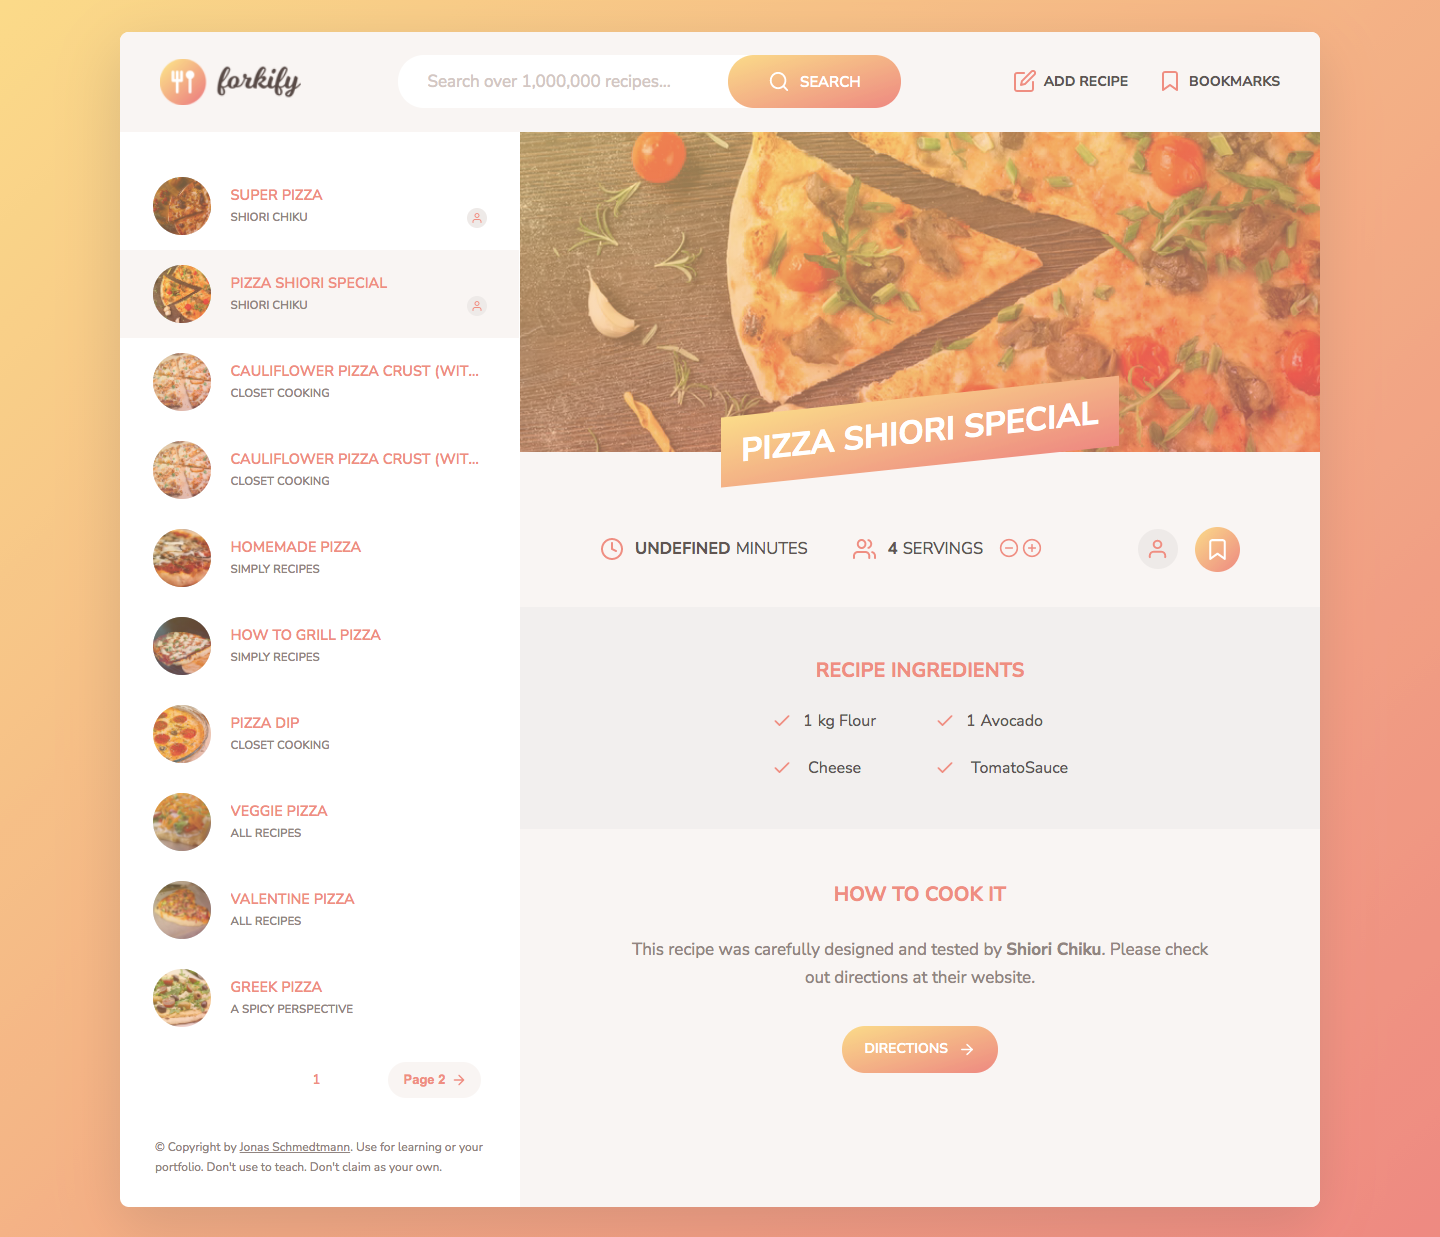 forkify
Search over 1,000,000 recipes...
SEARCH
ADD RECIPE
BOOKMARKS
SUPER PIZZA
SHIORI CHIKU
PIZZA SHIORI SPECIAL
SHIORI CHIKU
CAULIFLOWER PIZZA CRUST (WIT...
CLOSET COOKING
CAULIFLOWER PIZZA CRUST (WIT...
CLOSET COOKING
HOMEMADE PIZZA
SIMPLY RECIPES
HOW TO GRILL PIZZA
SIMPLY RECIPES
PIZZA DIP
CLOSET COOKING
VEGGIE PIZZA
ALL RECIPES
VALENTINE PIZZA
ALL RECIPES
GREEK PIZZA
A SPICY PERSPECTIVE
1
Page 2
© Copyright by Jonas Schmedtmann. Use for learning or your
portfolio. Don't use to teach. Don't claim as your own.
PIZZA SHIORI SPECIAL
UNDEFINED MINUTES
4 SERVINGS
RECIPE INGREDIENTS
1 kg Flour
1 Avocado
Cheese
TomatoSauce
HOW TO COOK IT
This recipe was carefully designed and tested by Shiori Chiku. Please check
out directions at their website.
DIRECTIONS